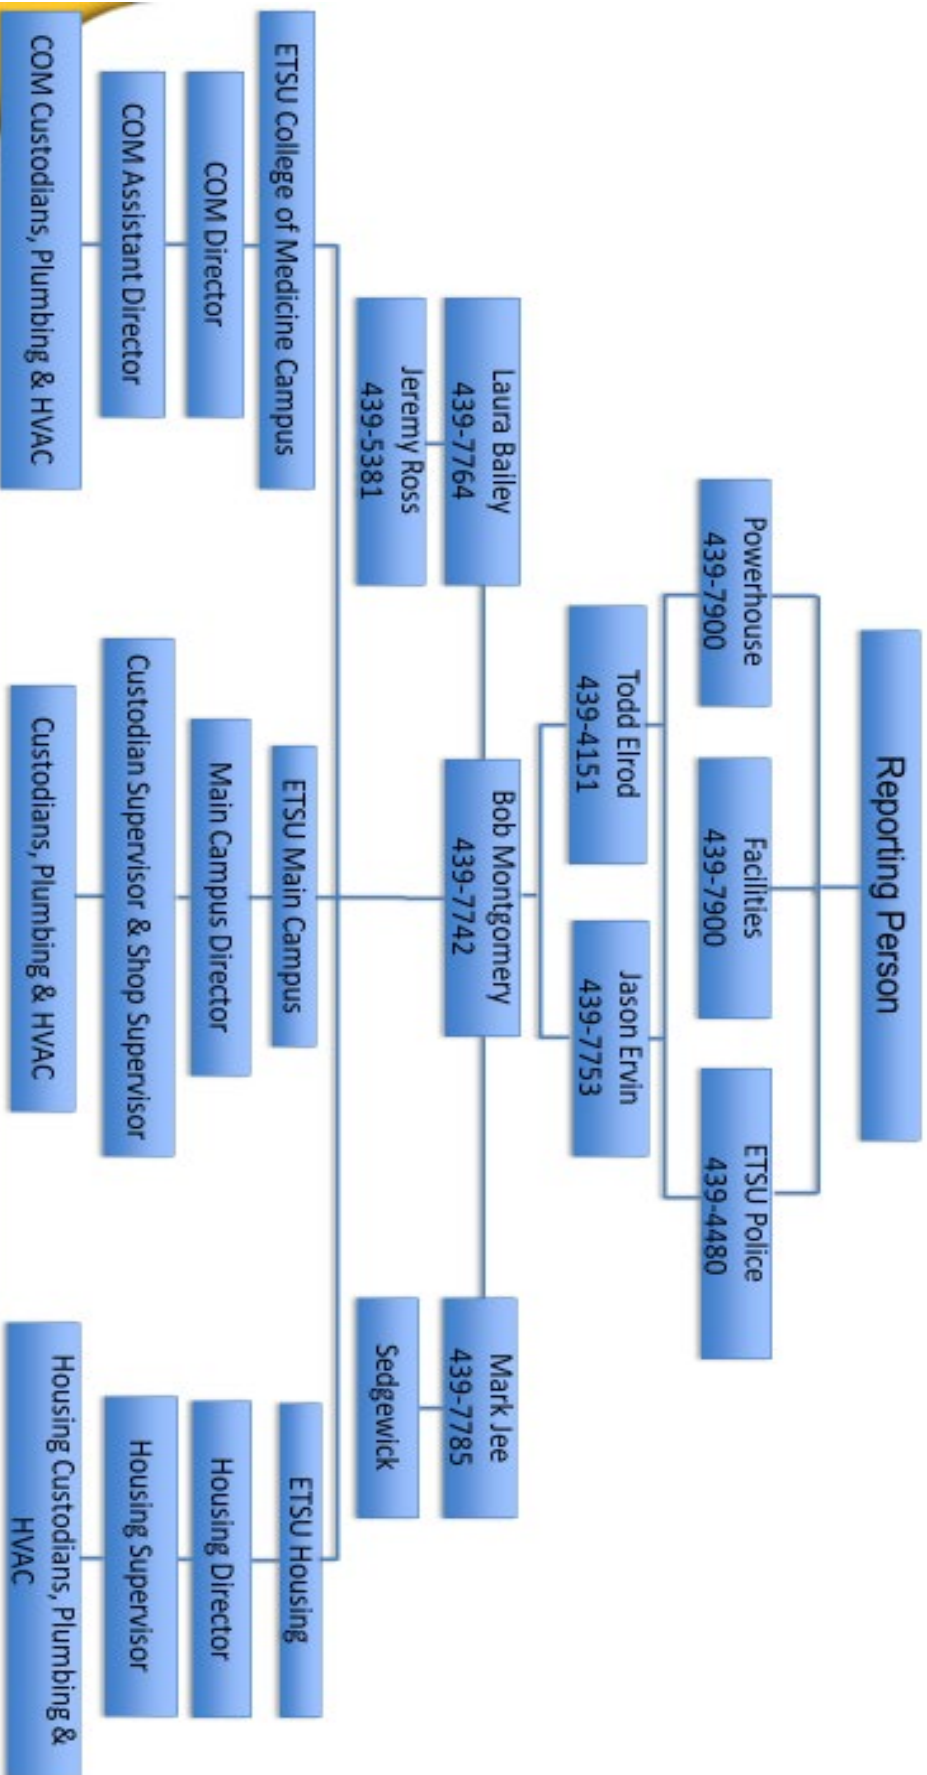 Reporting Person
Powerhouse
439-7900
Facilities
439-7900
ETSU Police
439-4480
Todd Elrod
439-4151
Jason Ervin
439-7753
Laura Bailey
439-7764
Bob Montgomery
439-7742
Mark Jee
439-7785
Jeremy Ross
439-5381
Sedgewick
ETSU College of Medicine Campus
ETSU Main Campus
ETSU Housing
COM Director
Main Campus Director
Housing Director
COM Assistant Director
Custodian Supervisor & Shop Supervisor
Housing Supervisor
COM Custodians, Plumbing & HVAC
Custodians, Plumbing & HVAC
Housing Custodians, Plumbing &
HVAC